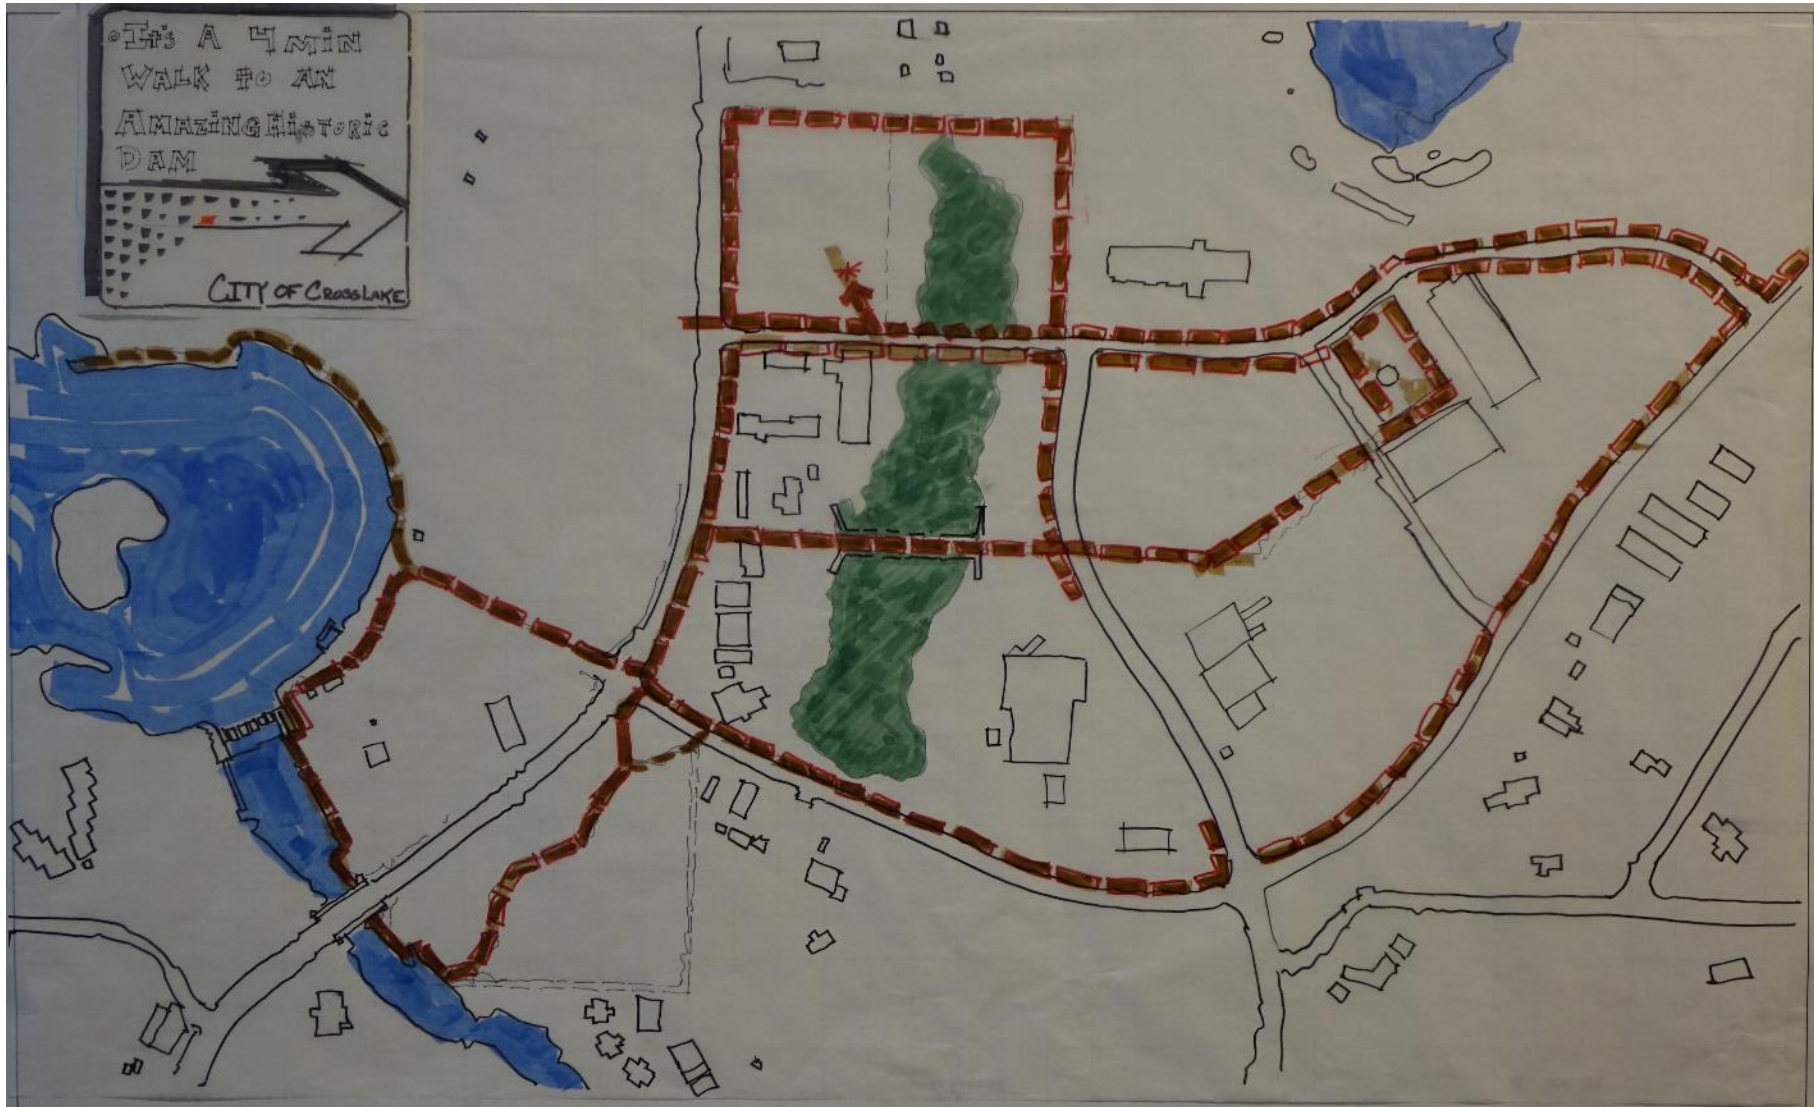 It's A 4 min
WALK to AN
AMAZING HISTORIC
DAM
CITY OF CROSSLAKE